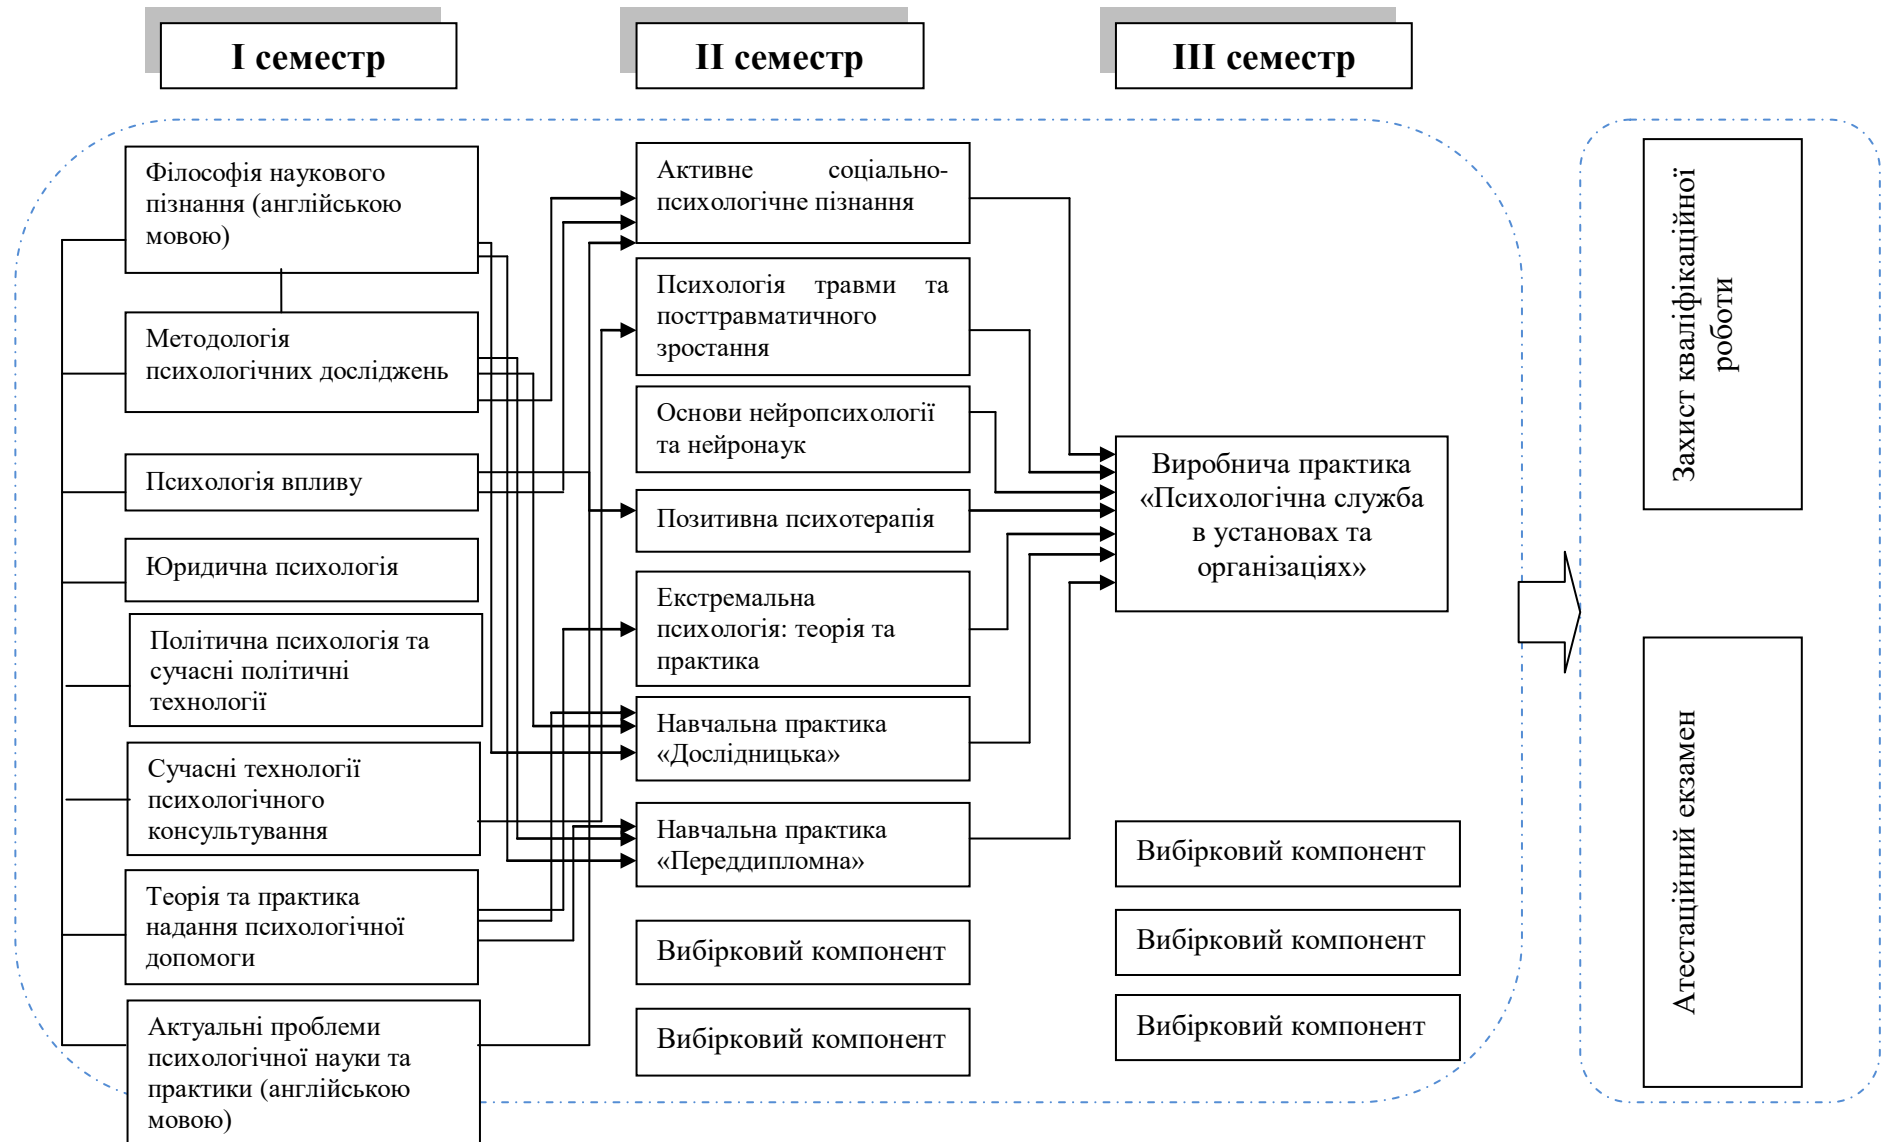 I семестр
II семестр
III семестр
Філософія наукового
пізнання (англійською
мовою)
Методологія
психологічних досліджень
Психологія впливу
Юридична психологія
Політична психологія та
сучасні політичні
технології
Сучасні технології
психологічного
консультування
Теорія та практика
надання психологічної
допомоги
Актуальні проблеми
психологічної науки та
практики (англійською
мовою)
Активне соціально-
психологічне пізнання
Психологія травми та
посттравматичного
зростання
Основи нейропсихології
та нейронаук
Позитивна психотерапія
Екстремальна
психологія: теорія та
практика
Навчальна практика
«Дослідницька»
Навчальна практика
«Переддипломна»
Вибірковий компонент
Вибірковий компонент
Виробнича практика
«Психологічна служба
в установах та
організаціях»
Вибірковий компонент
Вибірковий компонент
Вибірковий компонент
Захист кваліфікаційної
роботи
Атестаційний екзамен